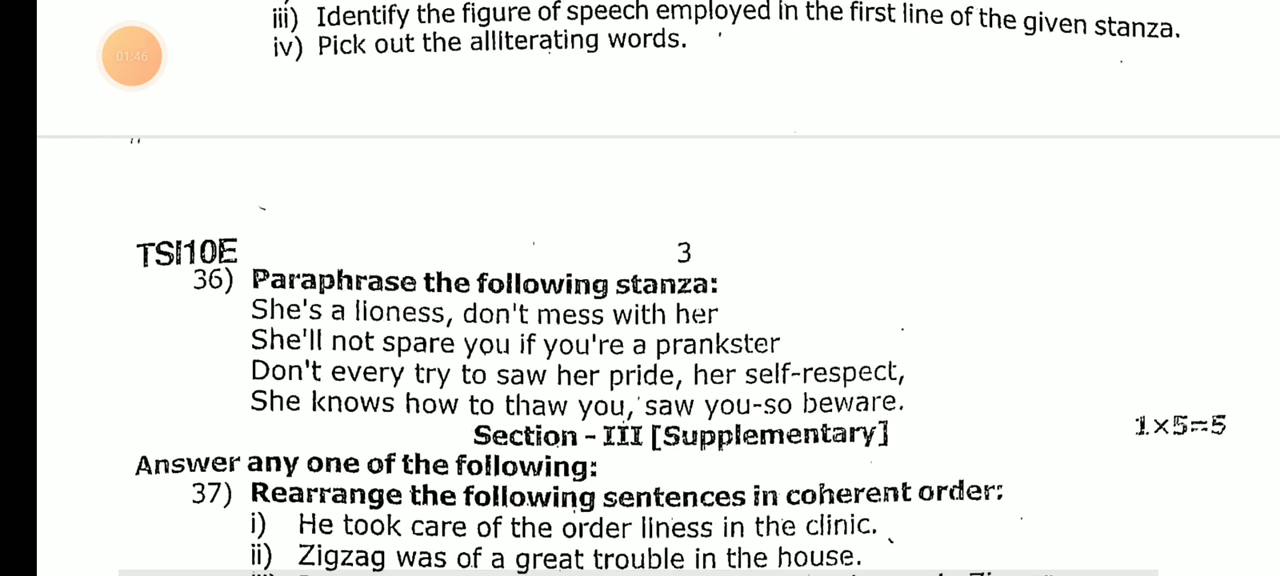 iii) Identify the figure of speech employed in the first line of the given stanza.
iv) Pick out the alliterating words.
01:46
TSI10E
3
36) Paraphrase the following stanza:
She's a lioness, don't mess with her
She'll not spare you if you're a prankster
Don't every try to saw her pride, her self-respect,
She knows how to thaw you, saw you-so beware.
Section - III [Supplementary]
1×5=5
Answer any one of the following:
37) Rearrange the following sentences in coherent order:
i) He took care of the order liness in the clinic.
ii) Zigzag was of a great trouble in the house.